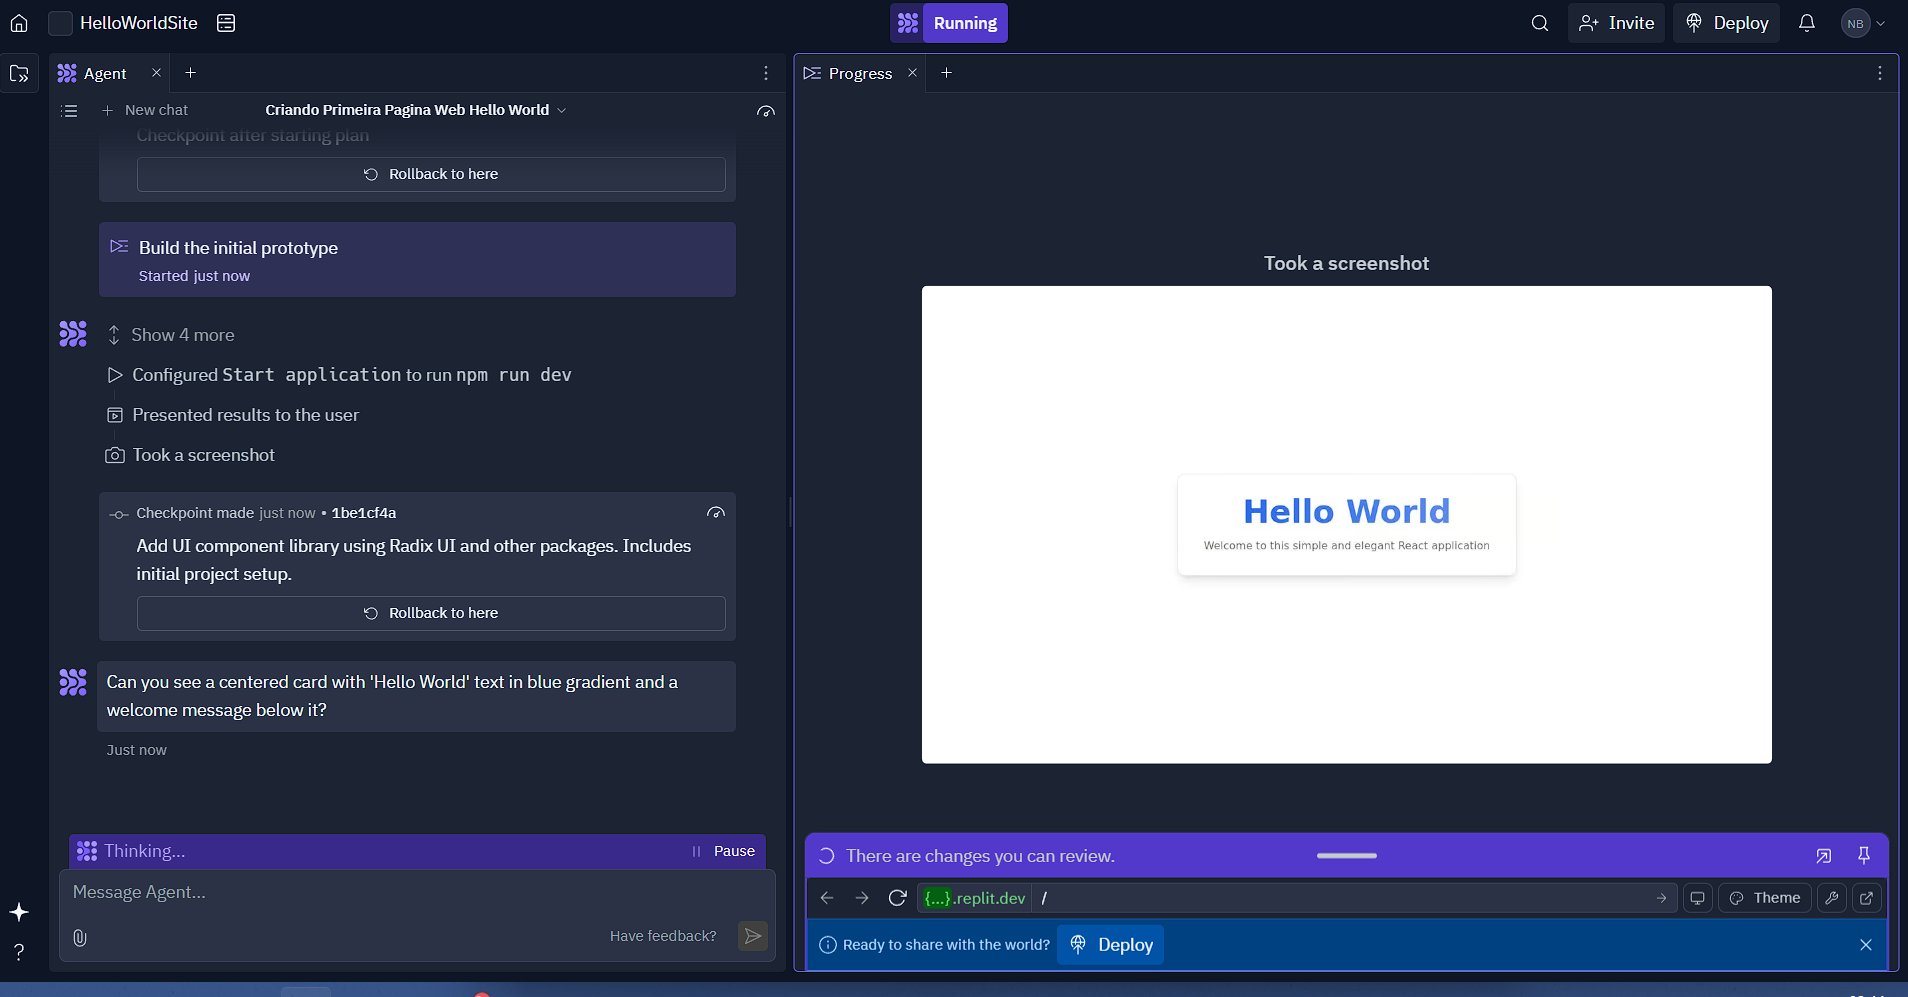 HelloWorldSite
Running
Invite
Deploy
NB
Agent
Progress
New chat
Criando Primeira Pagina Web Hello World
Checkpoint after starting plan
Rollback to here
Build the initial prototype
Started just now
Show 4 more
Configured Start application to run npm run dev
Presented results to the user
Took a screenshot
Checkpoint made just now • 1be1cf4a
Add UI component library using Radix UI and other packages. Includes
initial project setup.
Rollback to here
Can you see a centered card with 'Hello World' text in blue gradient and a
welcome message below it?
Just now
Thinking...
Pause
Message Agent...
Have feedback?
?
Took a screenshot
Hello World
Welcome to this simple and elegant React application
There are changes you can review.
{...}.replit.dev /
Theme
Ready to share with the world?
Deploy